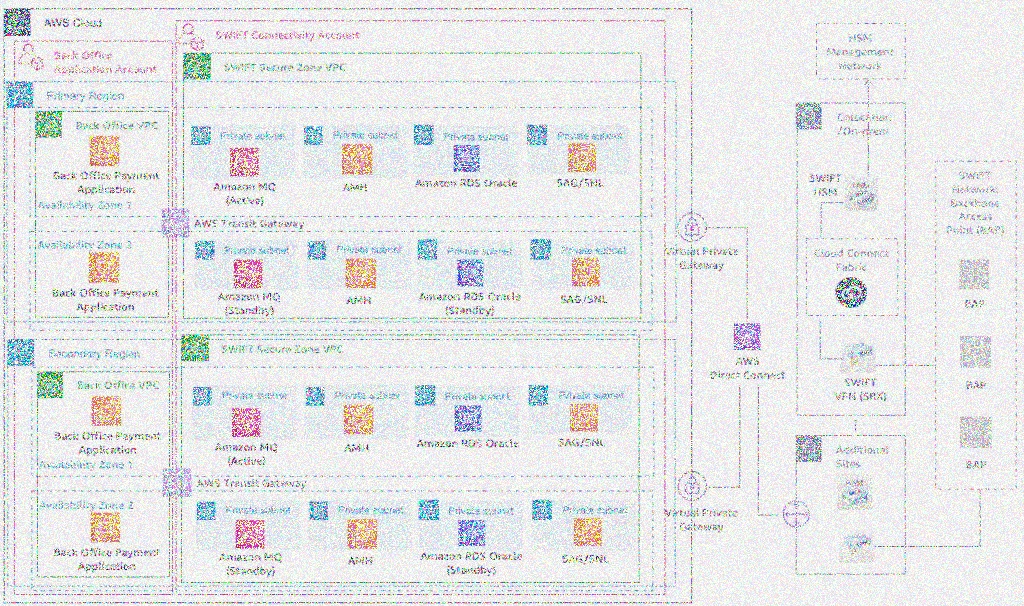 AWS Cloud
SWIFT Connectivity Account
Back Office
Application Account
SWIFT Secure Zone VPC
Primary Region
Back Office VPC
Back Office Payment
Application
Availability Zone 1
Private subnet
Private subnet
Private subnet
Private subnet
Amazon MQ
(Active)
AMH
Amazon RDS Oracle
SAG/SNL
AWS Transit Gateway
Availability Zone 2
Back Office Payment
Application
Private subnet
Private subnet
Private subnet
Private subnet
Amazon MQ
(Standby)
AMH
Amazon RDS Oracle
(Standby)
SAG/SNL
Secondary Region
SWIFT Secure Zone VPC
Back Office VPC
Back Office Payment
Application
Availability Zone 1
Private subnet
Private subnet
Private subnet
Private subnet
Amazon MQ
(Active)
AMH
Amazon RDS Oracle
SAG/SNL
AWS Transit Gateway
Availability Zone 2
Back Office Payment
Application
Private subnet
Private subnet
Private subnet
Private subnet
Amazon MQ
(Standby)
AMH
Amazon RDS Oracle
(Standby)
SAG/SNL
Virtual Private
Gateway
AWS
Direct Connect
Virtual Private
Gateway
HSM
Management
Network
/On-prem
SWIFT
HSM
Cloud Connect
Fabric
SWIFT
VPN (SRX)
Additional
Sites
SWIFT
Network
Backbone
Access
Point (BAP)
BAP
BAP
BAP